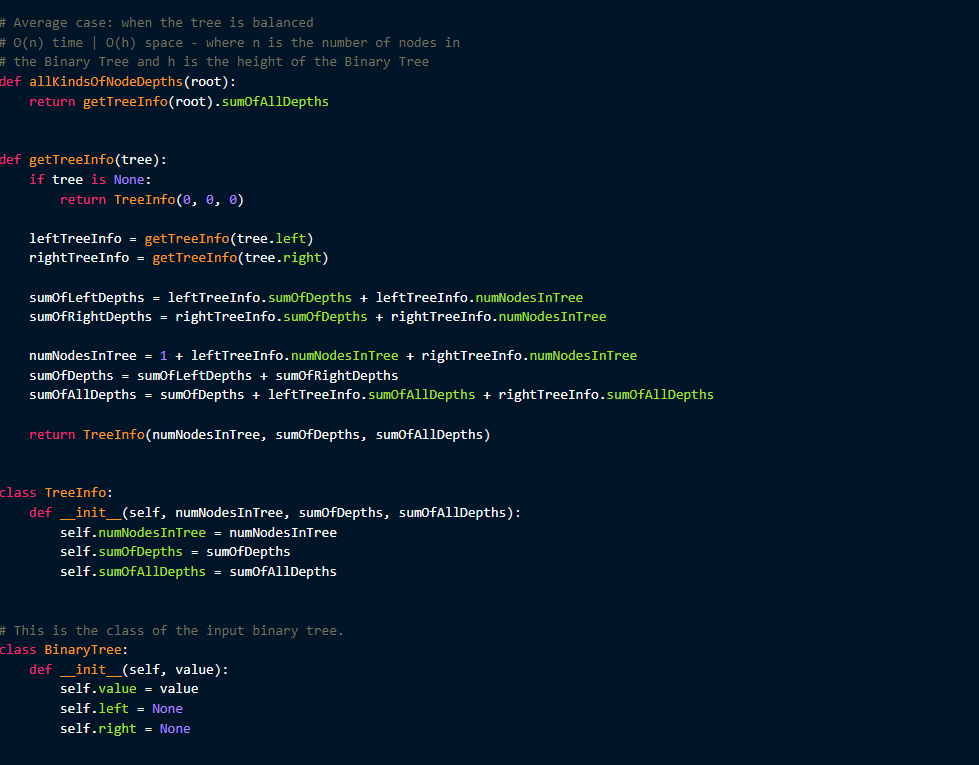 # Average case: when the tree is balanced
# O(n) time | O(h) space - where n is the number of nodes in
# the Binary Tree and h is the height of the Binary Tree
def allKindsOfNodeDepths(root):
    return getTreeInfo(root).sumOfAllDepths
def getTreeInfo(tree):
    if tree is None:
        return TreeInfo(0, 0, 0)
    leftTreeInfo = getTreeInfo(tree.left)
    rightTreeInfo = getTreeInfo(tree.right)
    sumOfLeftDepths = leftTreeInfo.sumOfDepths + leftTreeInfo.numNodesInTree
    sumOfRightDepths = rightTreeInfo.sumOfDepths + rightTreeInfo.numNodesInTree
    numNodesInTree = 1 + leftTreeInfo.numNodesInTree + rightTreeInfo.numNodesInTree
    sumOfDepths = sumOfLeftDepths + sumOfRightDepths
    sumOfAllDepths = sumOfDepths + leftTreeInfo.sumOfAllDepths + rightTreeInfo.sumOfAllDepths
    return TreeInfo(numNodesInTree, sumOfDepths, sumOfAllDepths)
class TreeInfo:
    def __init__(self, numNodesInTree, sumOfDepths, sumOfAllDepths):
        self.numNodesInTree = numNodesInTree
        self.sumOfDepths = sumOfDepths
        self.sumOfAllDepths = sumOfAllDepths
# This is the class of the input binary tree.
class BinaryTree:
    def __init__(self, value):
        self.value = value
        self.left = None
        self.right = None